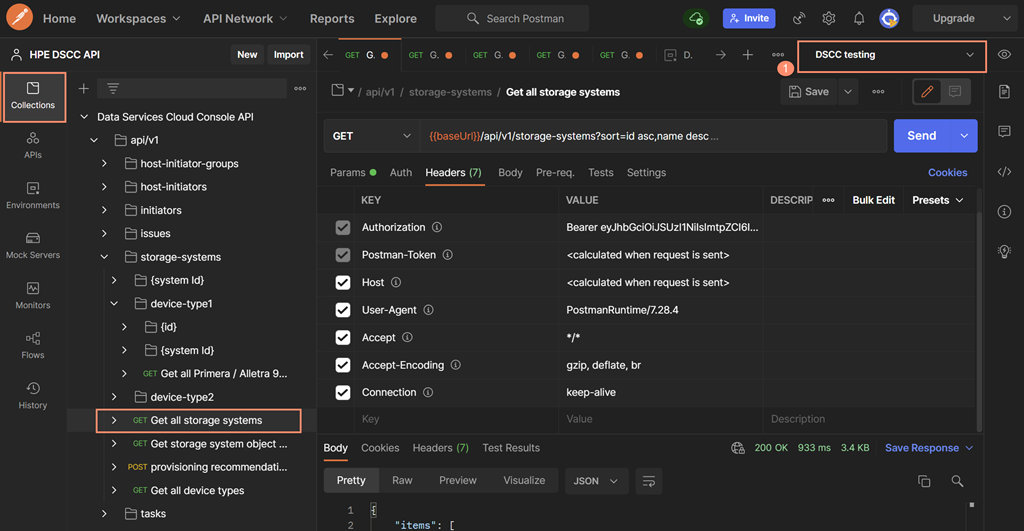 Home Workspaces API Network Reports Explore Search Postman Invite Upgrade
HPE DSCC API New Import
GET G. GET G. GET G. GET G. GET G. D. 1 DSCC testing
Collections
APIs
Environments
Mock Servers
Monitors
Flows
History
Data Services Cloud Console API
api/v1
host-initiator-groups
host-initiators
initiators
issues
storage-systems
{system Id}
device-type1
{id}
{system Id}
GET Get all Primera / Alletra 9...
device-type2
GET Get all storage systems
GET Get storage system object ...
POST provisioning recommendati...
GET Get all device types
tasks
/ api/v1 / storage-systems / Get all storage systems Save
GET {{baseUrl}}/api/v1/storage-systems?sort=id asc,name desc... Send
Params Auth Headers (7) Body Pre-req. Tests Settings Cookies
KEY VALUE DESCRIP Bulk Edit Presets
Authorization Bearer eyJhbGciOiJSUzI1NiIsImtpZCI6I...
Postman-Token <calculated when request is sent>
Host <calculated when request is sent>
User-Agent PostmanRuntime/7.28.4
Accept */*
Accept-Encoding gzip, deflate, br
Connection keep-alive
Key Value Description
Body Cookies Headers (7) Test Results 200 OK 933 ms 3.4 KB Save Response
Pretty Raw Preview Visualize JSON
1 {
2 "items": [